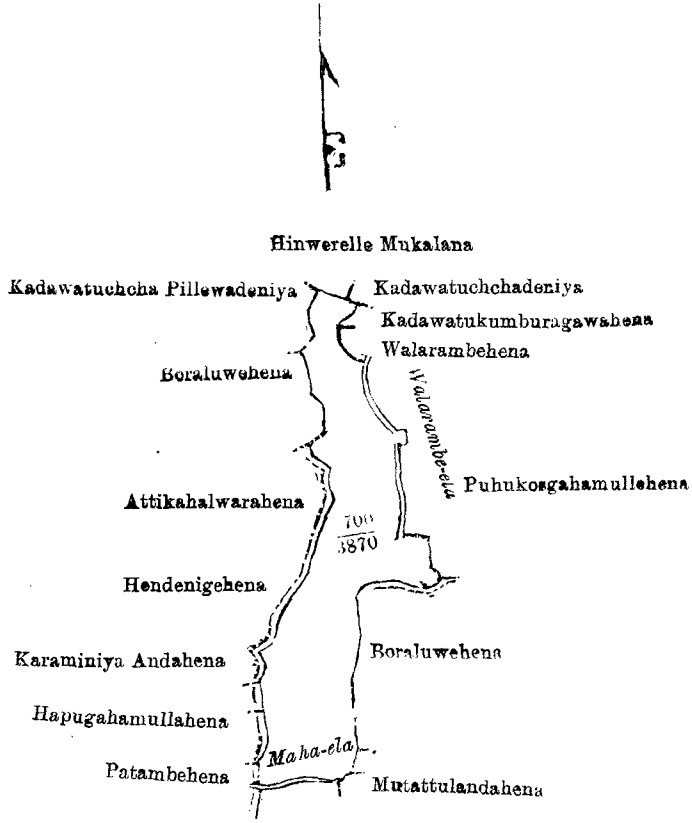 Hinwerelle Mukalana
Kadawatuchcha Pillewadeniya
Kadawatuchchadeniya
Kadawatukumburagawahena
Walarambehena
Boraluwehena
Walarambe-ela
Puhukosgahamullehena
Attikahalwarahena
700
3870
Hendenigehena
Karaminiya Andahena
Boraluwehena
Hapugahamullahena
Maha-ela
Patambehena
Mutattulandahena